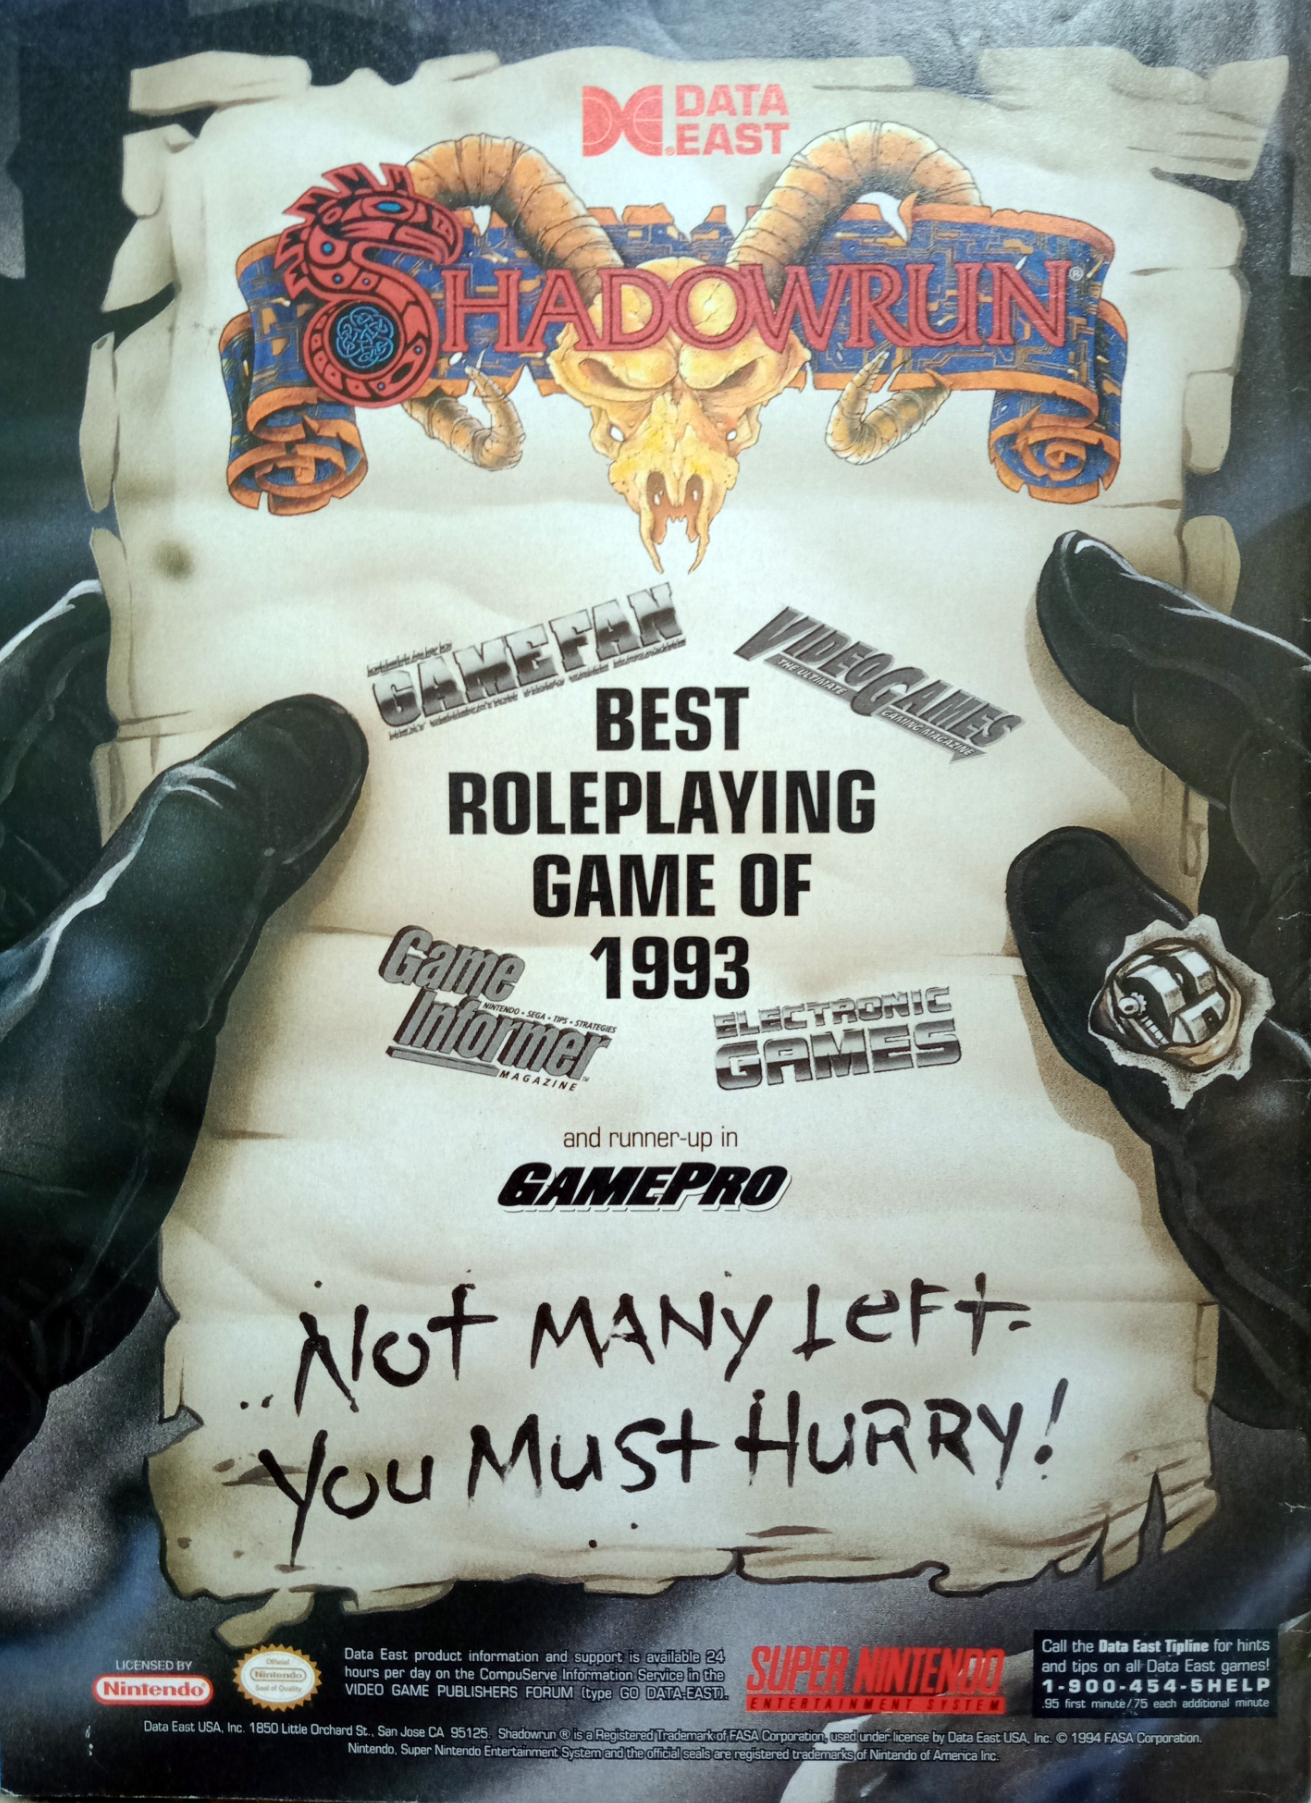 DATA
EAST
SHADOWRUN®
GAMEFAN
VIDEOGAMES
THE ULTIMATE
GAMING MAGAZINE
BEST
ROLEPLAYING
GAME OF
1993
Game
Informer
NINTENDO • SEGA • TIPS • STRATEGIES
MAGAZINE
ELECTRONIC
GAMES
and runner-up in
GAMEPRO
..Not MANy LeFt-
You Must HURRY!
LICENSED BY
Nintendo
Official
Nintendo
Seal of Quality
Data East product information and support is available 24
hours per day on the CompuServe Information Service in the
VIDEO GAME PUBLISHERS FORUM (type GO DATA-EAST).
SUPER NINTENDO
ENTERTAINMENT SYSTEM
Call the Data East Tipline for hints
and tips on all Data East games!
1-900-454-5HELP
.95 first minute/.75 each additional minute
Data East USA, Inc. 1850 Little Orchard St., San Jose CA 95125. Shadowrun ® is a Registered Trademark of FASA Corporation, used under license by Data East USA, Inc. © 1994 FASA Corporation.
Nintendo, Super Nintendo Entertainment System and the official seals are registered trademarks of Nintendo of America Inc.